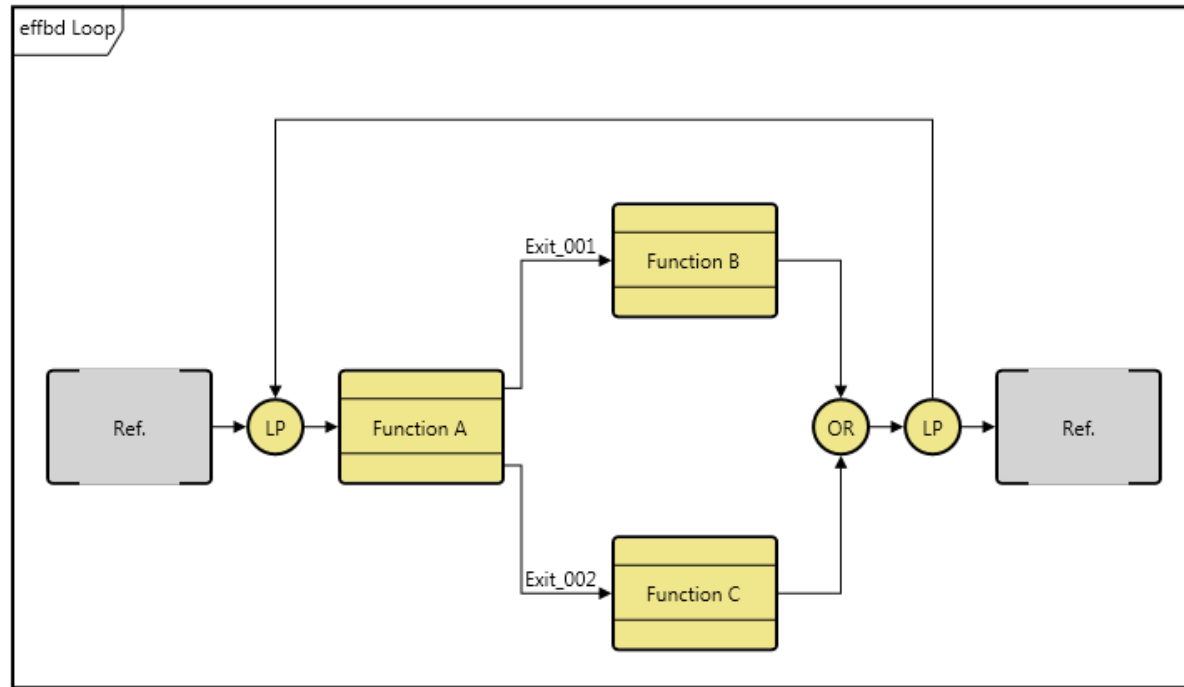 effbd Loop
Exit_001
Function B
Ref.
LP
Function A
OR
LP
Ref.
Exit_002
Function C